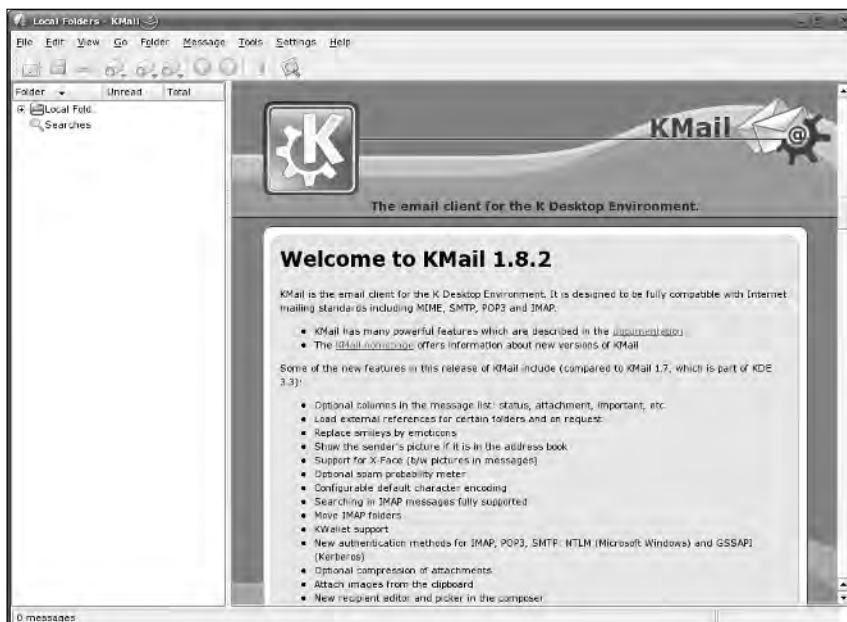 Local Folders - KMail
File Edit View Go Folder Message Tools Settings Help
Folder Unread Total
Local Fold..
Searches
KMail
The email client for the K Desktop Environment.
Welcome to KMail 1.8.2
KMail is the email client for the K Desktop Environment. It is designed to be fully compatible with Internet
mailing standards including MIME, SMTP, POP3 and IMAP.
• KMail has many powerful features which are described in the documentation
• The KMail homepage offers information about new versions of KMail
Some of the new features in this release of KMail include (compared to KMail 1.7, which is part of KDE
3.3):
• Optional columns in the message list: status, attachment, important, etc.
• Load external references for certain folders and on request
• Replace smileys by emoticons
• Show the sender's picture if it is in the address book
• Support for X-Face (b/w pictures in messages)
• Optional spam probability meter
• Configurable default character encoding
• Searching in IMAP messages fully supported
• Move IMAP folders
• KWallet support
• New authentication methods for IMAP, POP3, SMTP: NTLM (Microsoft Windows) and GSSAPI
(Kerberos)
• Optional compression of attachments
• Attach images from the clipboard
• New recipient editor and picker in the composer
0 messages